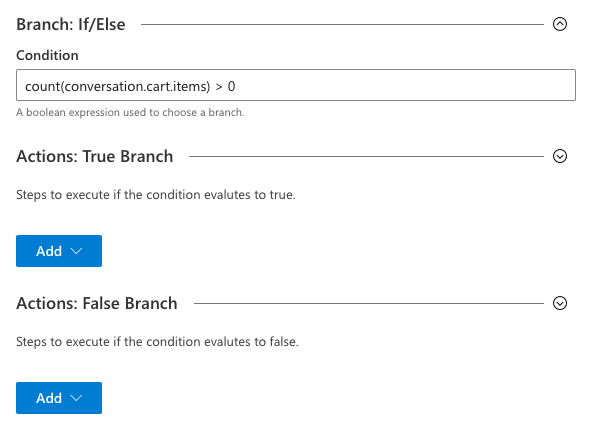 Branch: If/Else
Condition
count(conversation.cart.items) > 0
A boolean expression used to choose a branch.
Actions: True Branch
Steps to execute if the condition evalutes to true.
Add
Actions: False Branch
Steps to execute if the condition evalutes to false.
Add